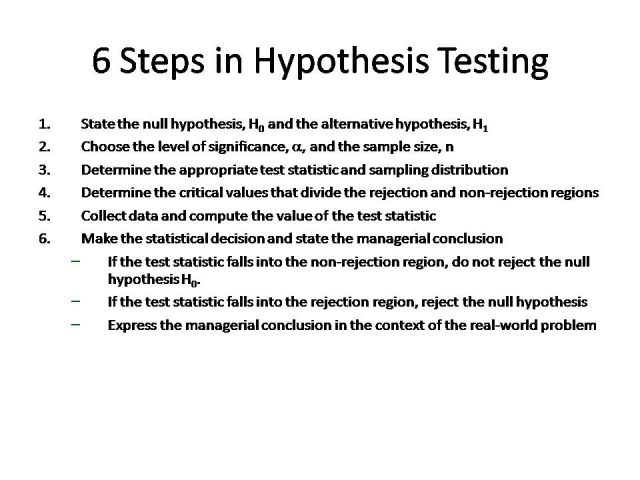 6 Steps in Hypothesis Testing
1. State the null hypothesis, H₀ and the alternative hypothesis, H₁
2. Choose the level of significance, α, and the sample size, n
3. Determine the appropriate test statistic and sampling distribution
4. Determine the critical values that divide the rejection and non-rejection regions
5. Collect data and compute the value of the test statistic
6. Make the statistical decision and state the managerial conclusion
– If the test statistic falls into the non-rejection region, do not reject the null
hypothesis H₀.
– If the test statistic falls into the rejection region, reject the null hypothesis
– Express the managerial conclusion in the context of the real-world problem